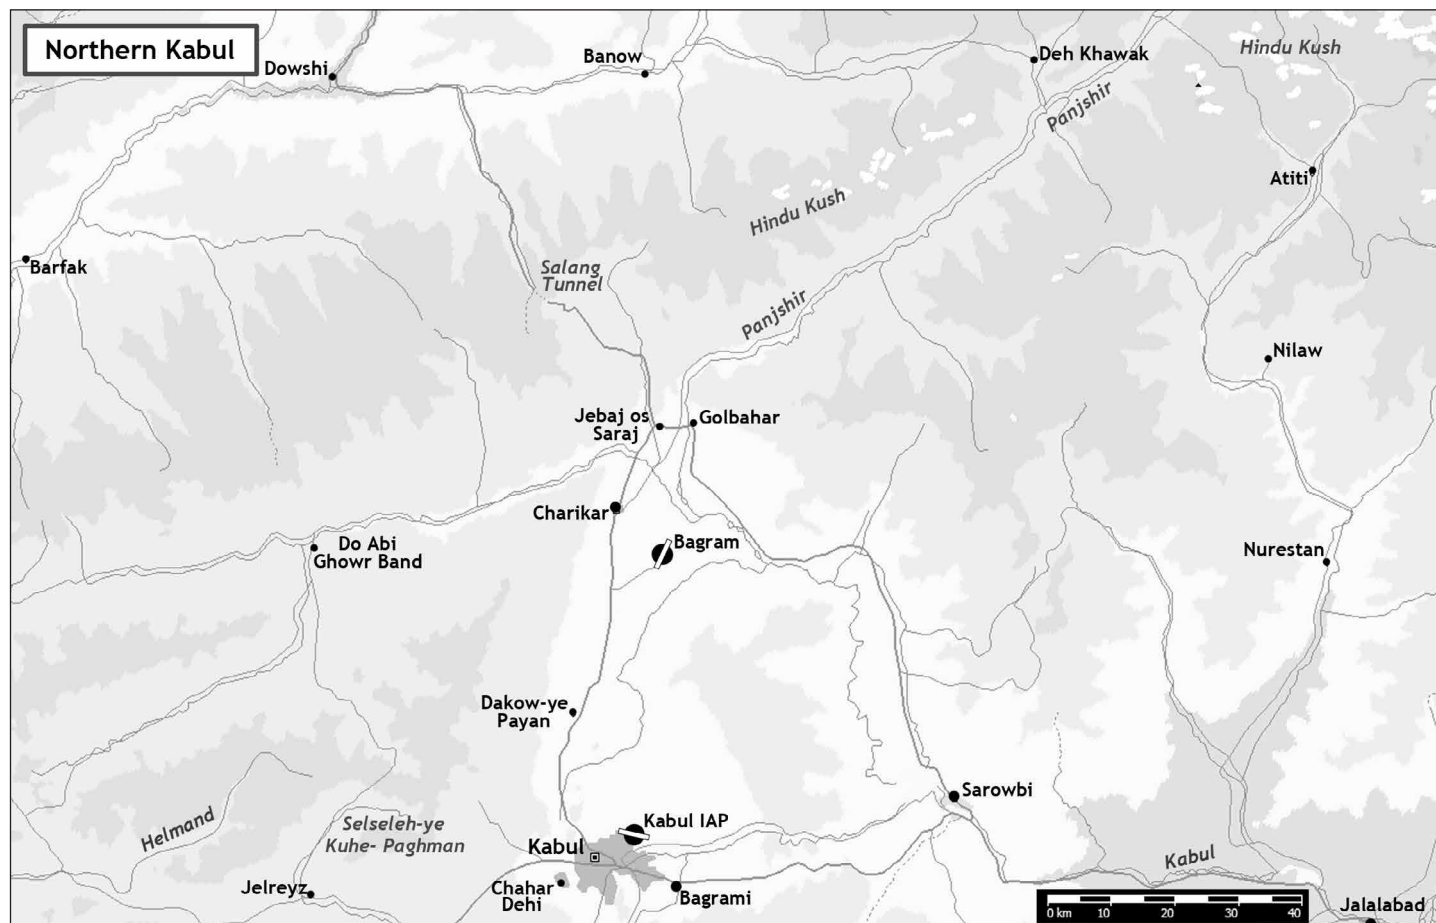 Northern Kabul
Dowshi
Banow
Deh Khawak
Hindu Kush
Panjshir
Atiti
Hindu Kush
Barfak
Salang
Tunnel
Panjshir
Nilaw
Jebaj os
Saraj
Golbahar
Charikar
Bagram
Do Abi
Ghowr Band
Nurestan
Dakow-ye
Payan
Sarowbi
Helmand
Selseleh-ye
Kuhe- Paghman
Kabul IAP
Kabul
Kabul
Jelreyz
Chahar
Dehi
Bagrami
0 km 10 20 30 40
Jalalabad